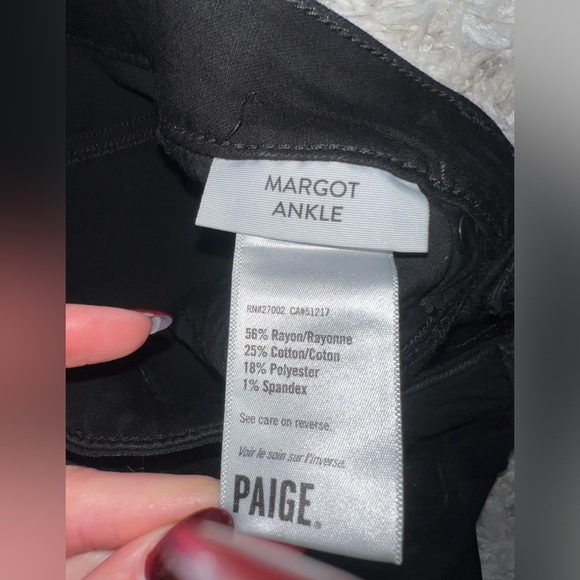 MARGOT
ANKLE
RN#27002 CA#51217
56% Rayon/Rayonne
25% Cotton/Coton
18% Polyester
1% Spandex
See care on reverse.
Voir le soin sur l'inverse.
PAIGE®